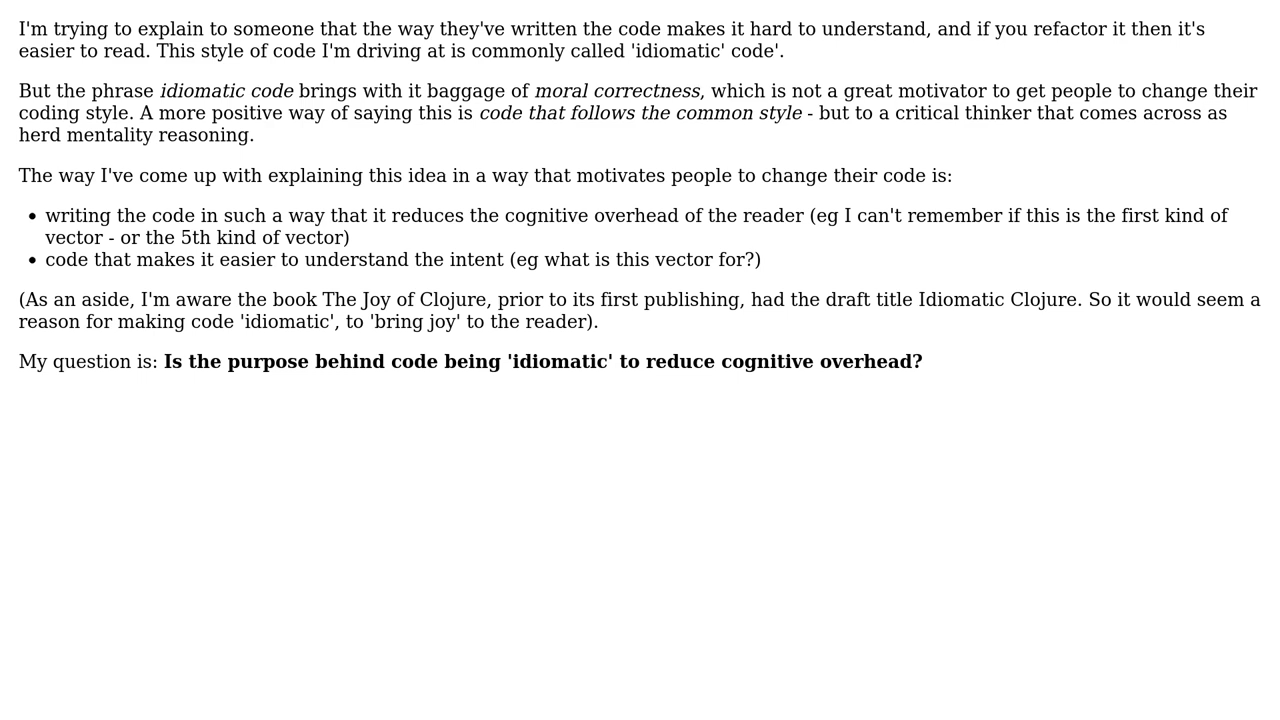 I'm trying to explain to someone that the way they've written the code makes it hard to understand, and if you refactor it then it's
easier to read. This style of code I'm driving at is commonly called 'idiomatic' code'.
But the phrase idiomatic code brings with it baggage of moral correctness, which is not a great motivator to get people to change their
coding style. A more positive way of saying this is code that follows the common style - but to a critical thinker that comes across as
herd mentality reasoning.
The way I've come up with explaining this idea in a way that motivates people to change their code is:
• writing the code in such a way that it reduces the cognitive overhead of the reader (eg I can't remember if this is the first kind of
vector - or the 5th kind of vector)
• code that makes it easier to understand the intent (eg what is this vector for?)
(As an aside, I'm aware the book The Joy of Clojure, prior to its first publishing, had the draft title Idiomatic Clojure. So it would seem a
reason for making code 'idiomatic', to 'bring joy' to the reader).
My question is: Is the purpose behind code being 'idiomatic' to reduce cognitive overhead?